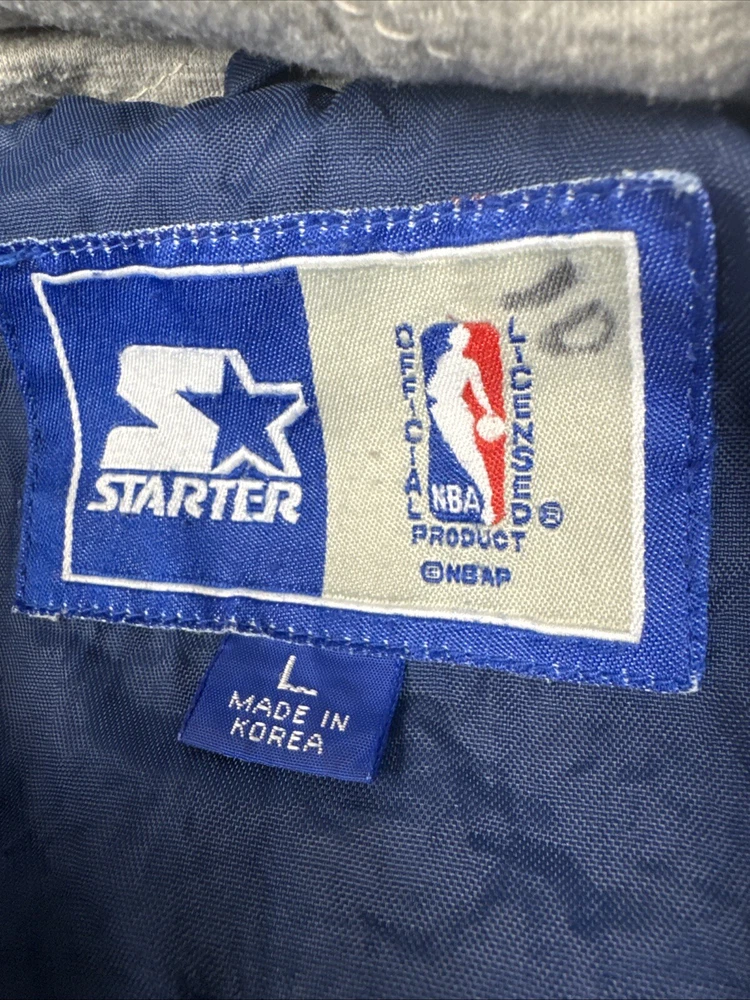 STARTER
OFFICIAL
LICENSED
NBA
PRODUCT ®
©NBAP
L
MADE IN
KOREA